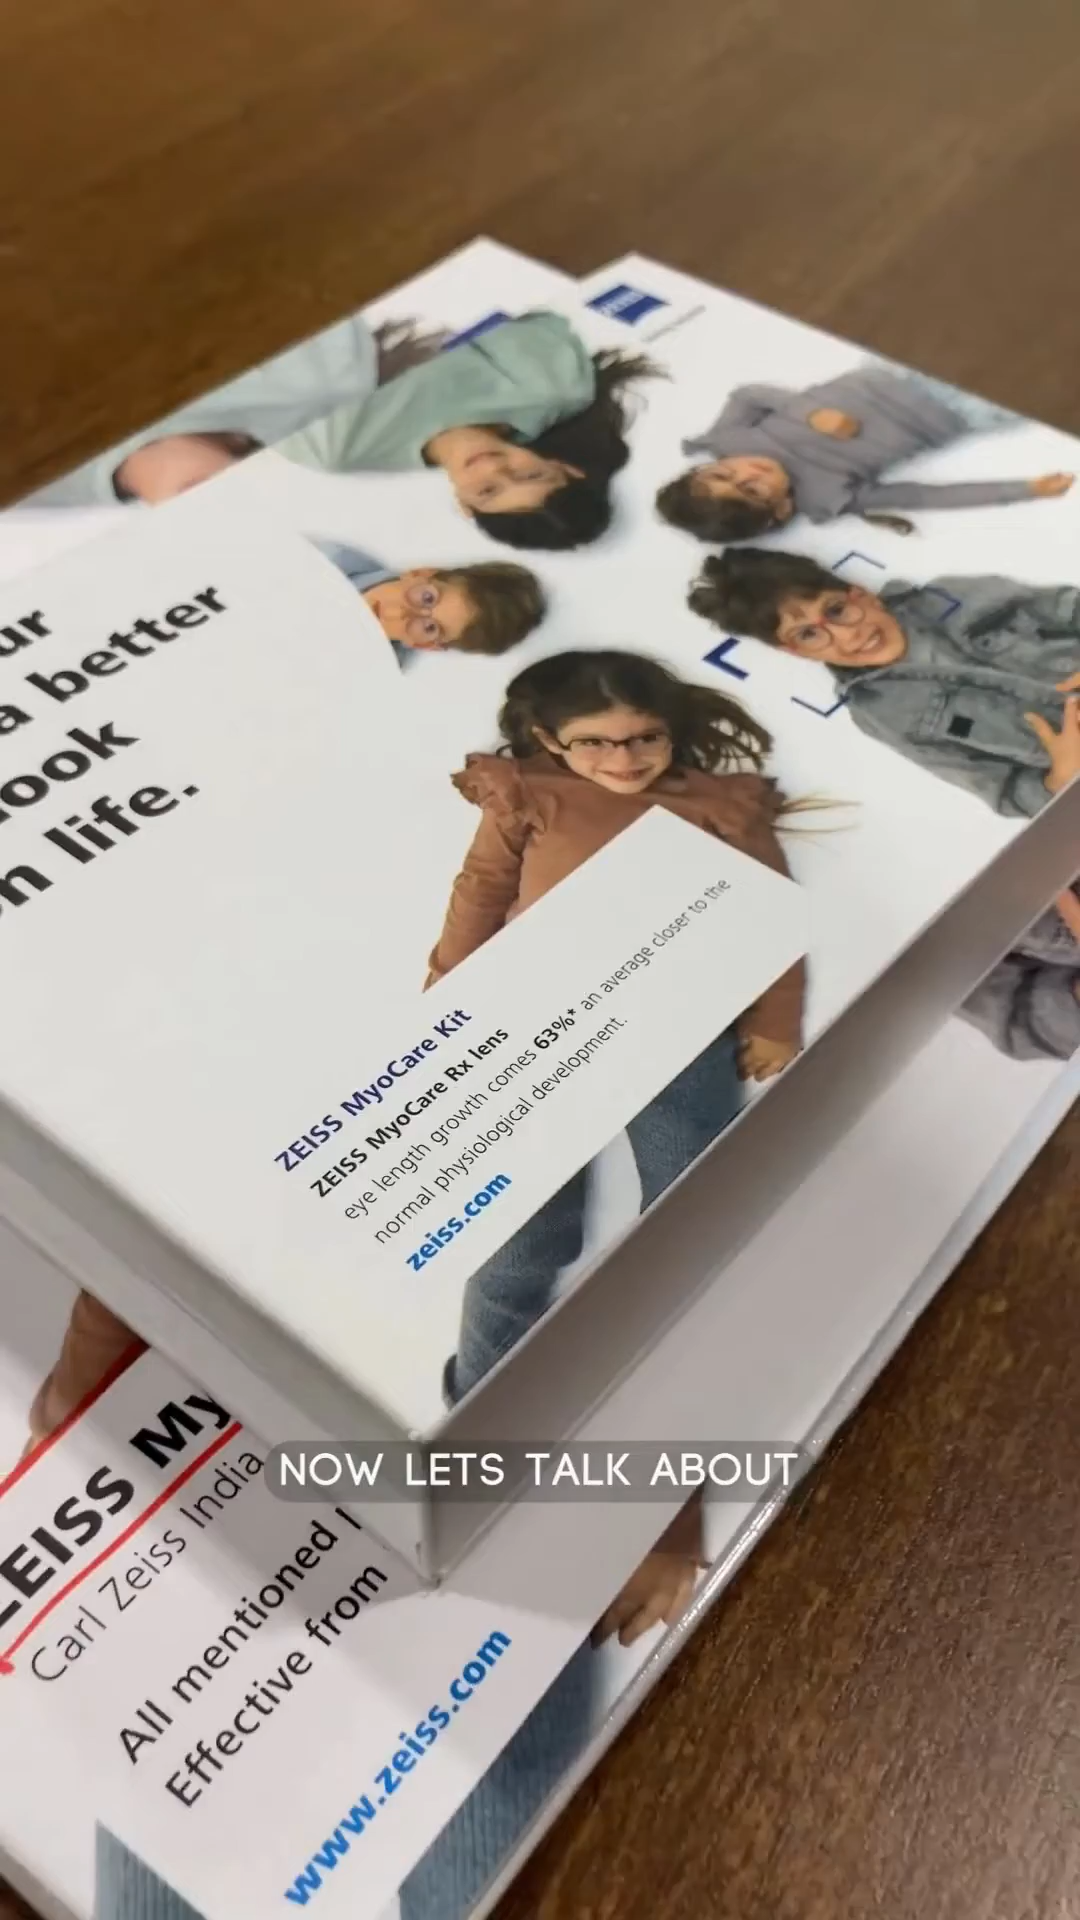 ZEISS
ur
a better
look
n life.
ZEISS MyoCare Kit
ZEISS MyoCare Rx lens
eye length growth comes 63%* an average closer to the
normal physiological development.
zeiss.com
NOW LETS TALK ABOUT
ZEISS My
Carl Zeiss India
All mentioned
Effective from
www.zeiss.com